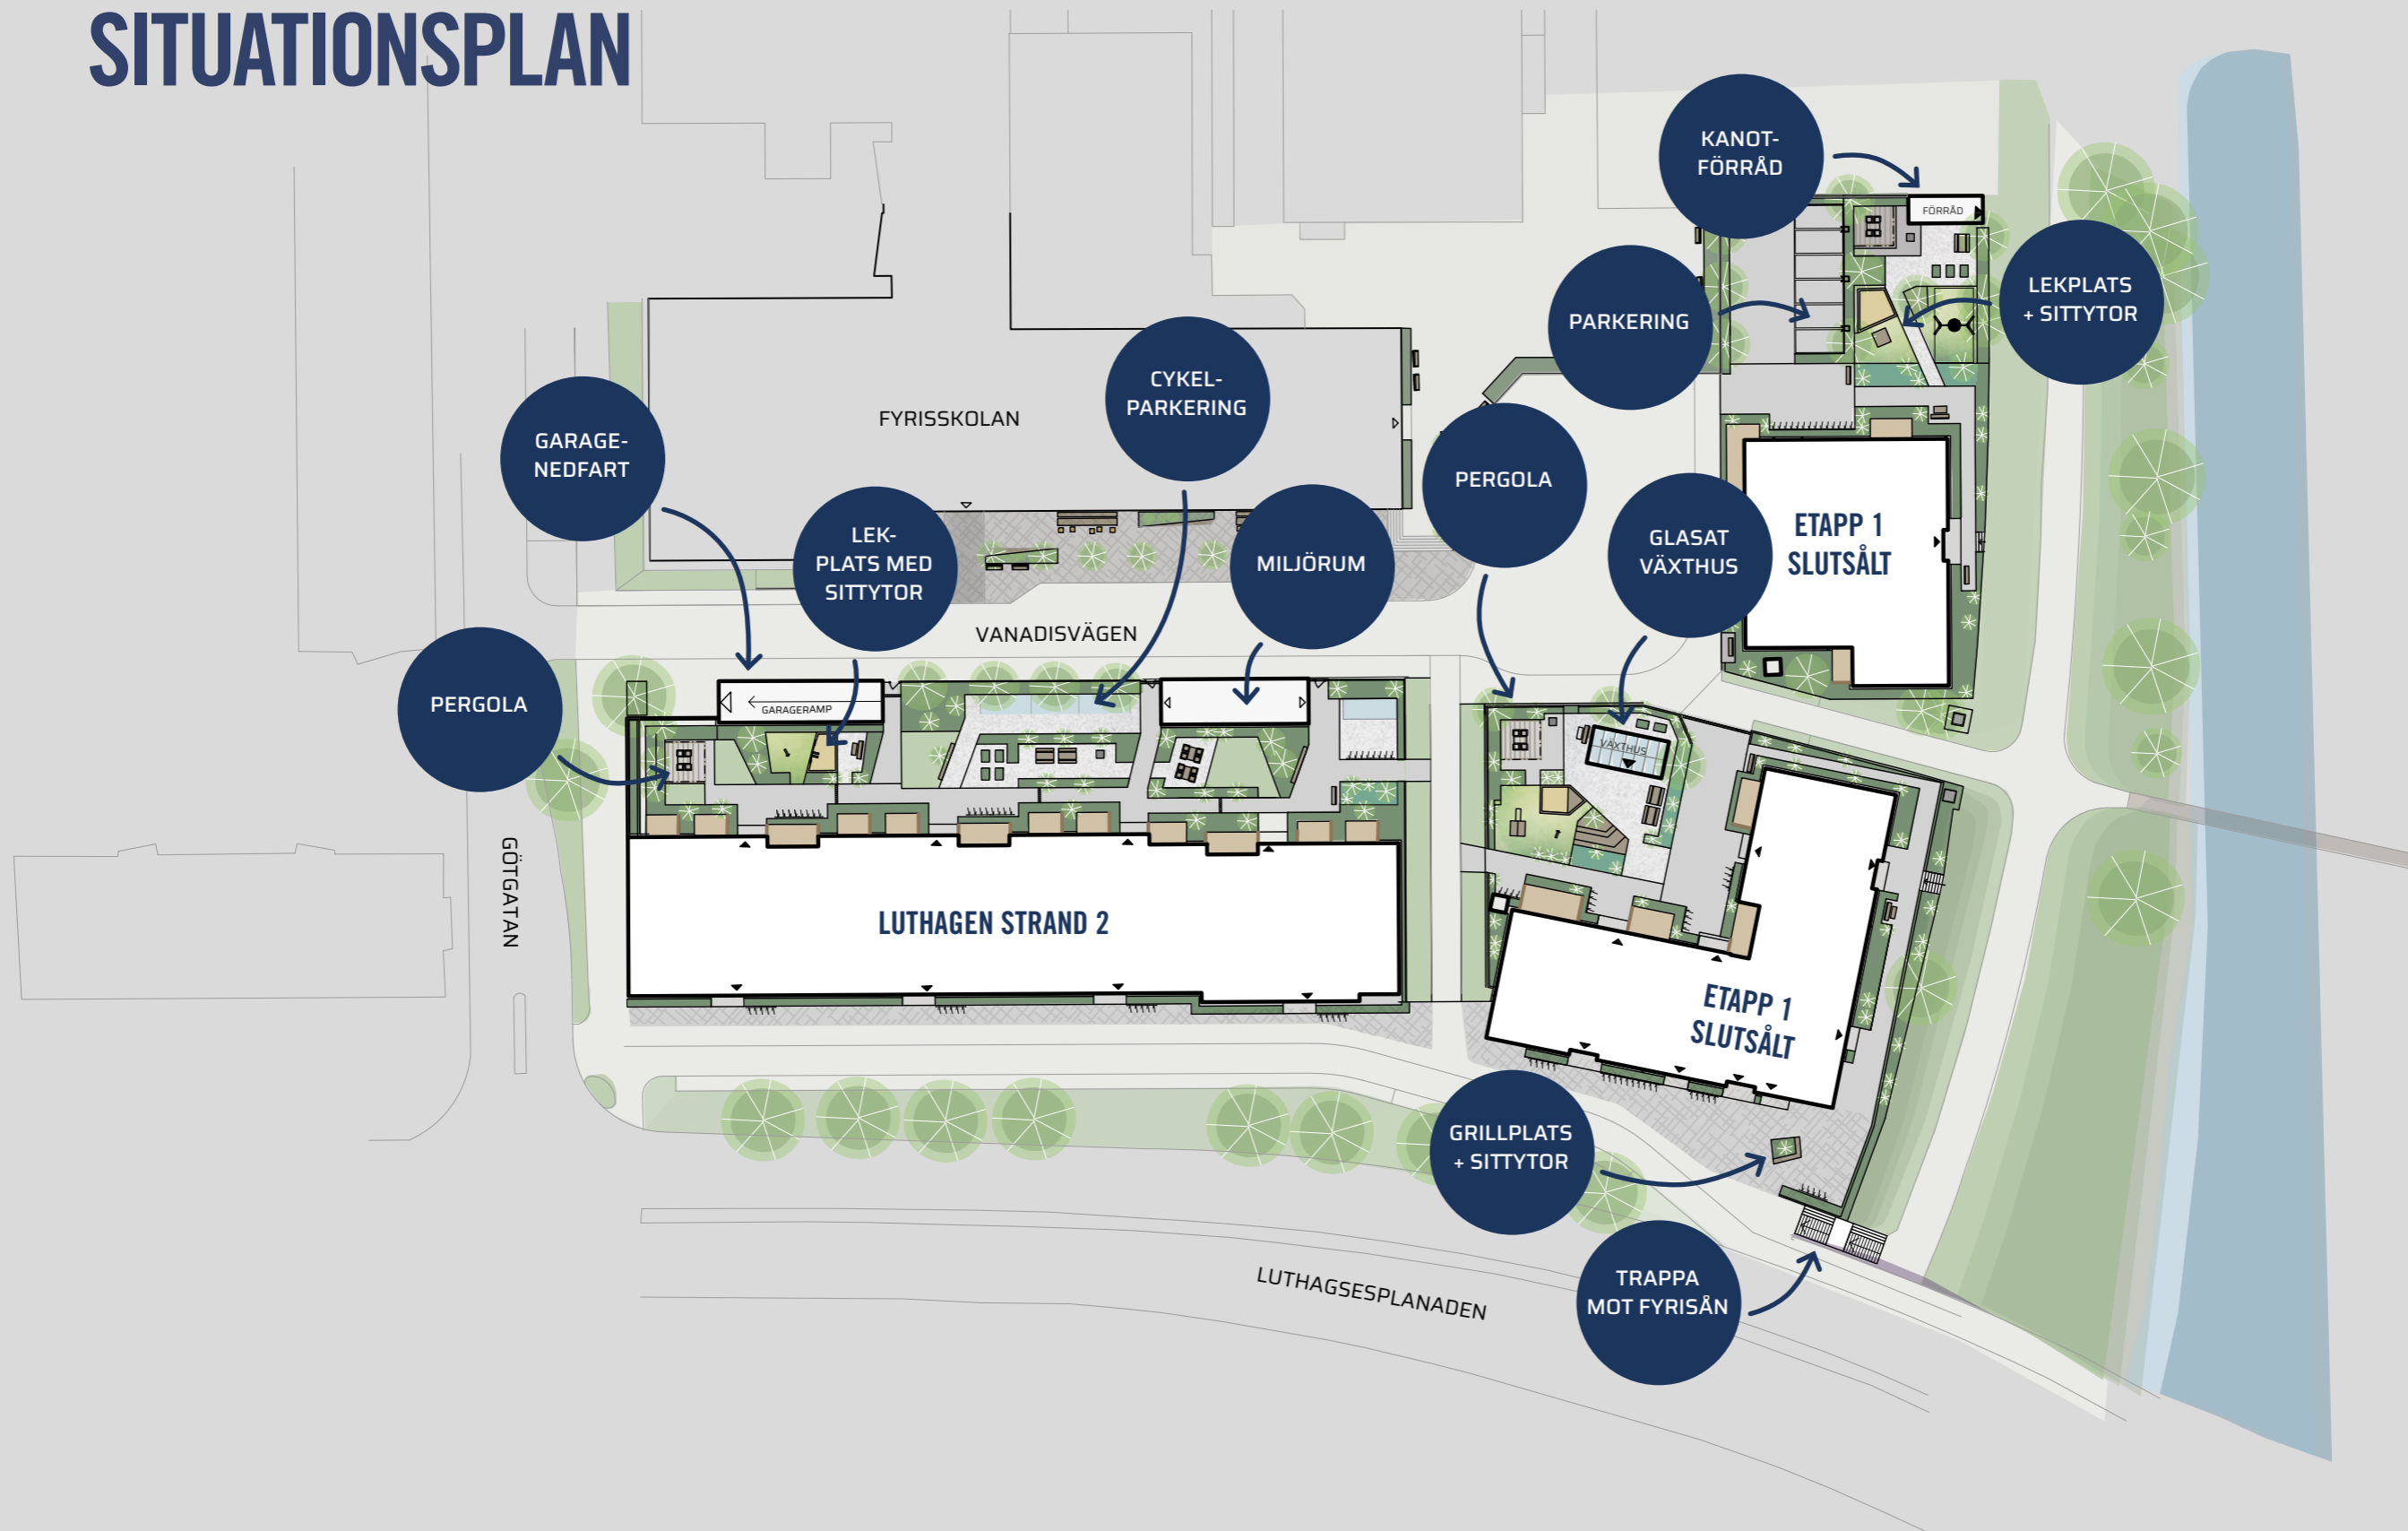 SITUATIONSPLAN
KANOT-
FÖRRÅD
FÖRRÅD
LEKPLATS
+ SITTYTOR
PARKERING
CYKEL-
PARKERING
FYRISSKOLAN
GARAGE-
NEDFART
PERGOLA
LEK-
PLATS MED
SITTYTOR
MILJÖRUM
GLASAT
VÄXTHUS
ETAPP 1
SLUTSÅLT
VANADISVÄGEN
PERGOLA
GARAGERAMP
VÄXTHUS
GÖTGATAN
LUTHAGEN STRAND 2
ETAPP 1
SLUTSÅLT
GRILLPLATS
+ SITTYTOR
LUTHAGSESPLANADEN
TRAPPA
MOT FYRISÅN